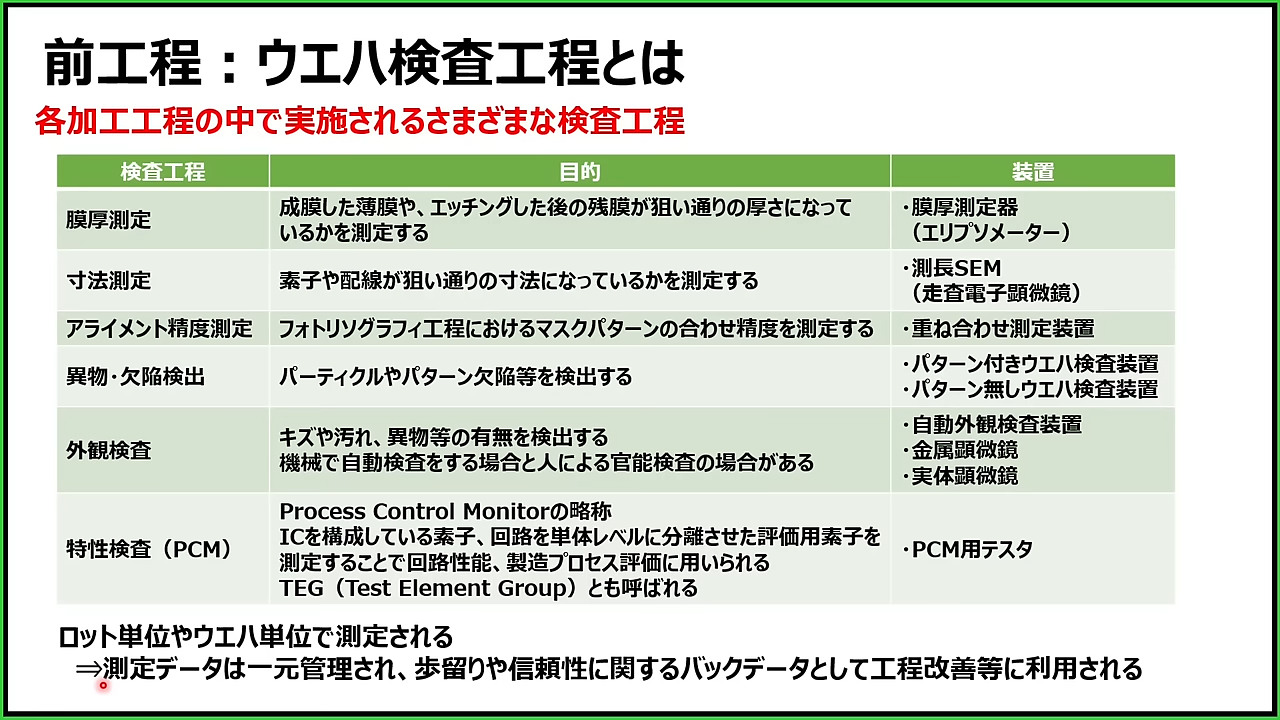 前工程：ウエハ検査工程とは
各加工工程の中で実施されるさまざまな検査工程
検査工程
目的
装置
膜厚測定
成膜した薄膜や、エッチングした後の残膜が狙い通りの厚さになって
いるかを測定する
・膜厚測定器
（エリプソメーター）
寸法測定
素子や配線が狙い通りの寸法になっているかを測定する
・測長SEM
（走査電子顕微鏡）
アライメント精度測定
フォトリソグラフィ工程におけるマスクパターンの合わせ精度を測定する
・重ね合わせ測定装置
異物・欠陥検出
パーティクルやパターン欠陥等を検出する
・パターン付きウエハ検査装置
・パターン無しウエハ検査装置
外観検査
キズや汚れ、異物等の有無を検出する
機械で自動検査をする場合と人による官能検査の場合がある
・自動外観検査装置
・金属顕微鏡
・実体顕微鏡
特性検査（PCM）
Process Control Monitorの略称
ICを構成している素子、回路を単体レベルに分離させた評価用素子を
測定することで回路性能、製造プロセス評価に用いられる
TEG（Test Element Group）とも呼ばれる
・PCM用テスタ
ロット単位やウエハ単位で測定される
⇒測定データは一元管理され、歩留りや信頼性に関するバックデータとして工程改善等に利用される